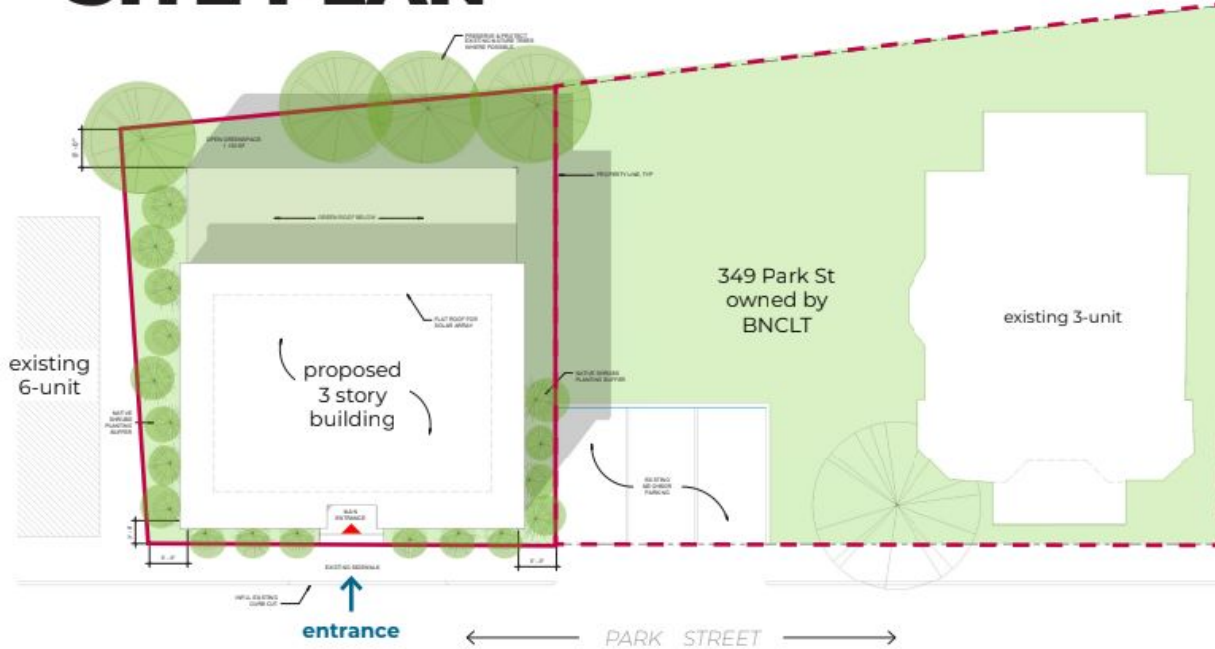 SITE PLAN
PRESERVE & PROTECT
EXISTING MATURE TREES
WHERE POSSIBLE
OPEN GREENSPACE
PROPERTY LINE, TYP
GREEN ROOF BELOW
349 Park St
owned by
BNCLT
existing 3-unit
FLAT ROOF FOR
SOLAR ARRAY
existing
6-unit
proposed
3 story
building
NATIVE SHRUBS
PLANTING BUFFER
NATIVE
SHRUBS
PLANTING
BUFFER
EXISTING
NEIGHBOR
PARKING
MAIN
ENTRANCE
EXISTING SIDEWALK
INFILL EXISTING
CURB CUT
entrance
PARK STREET